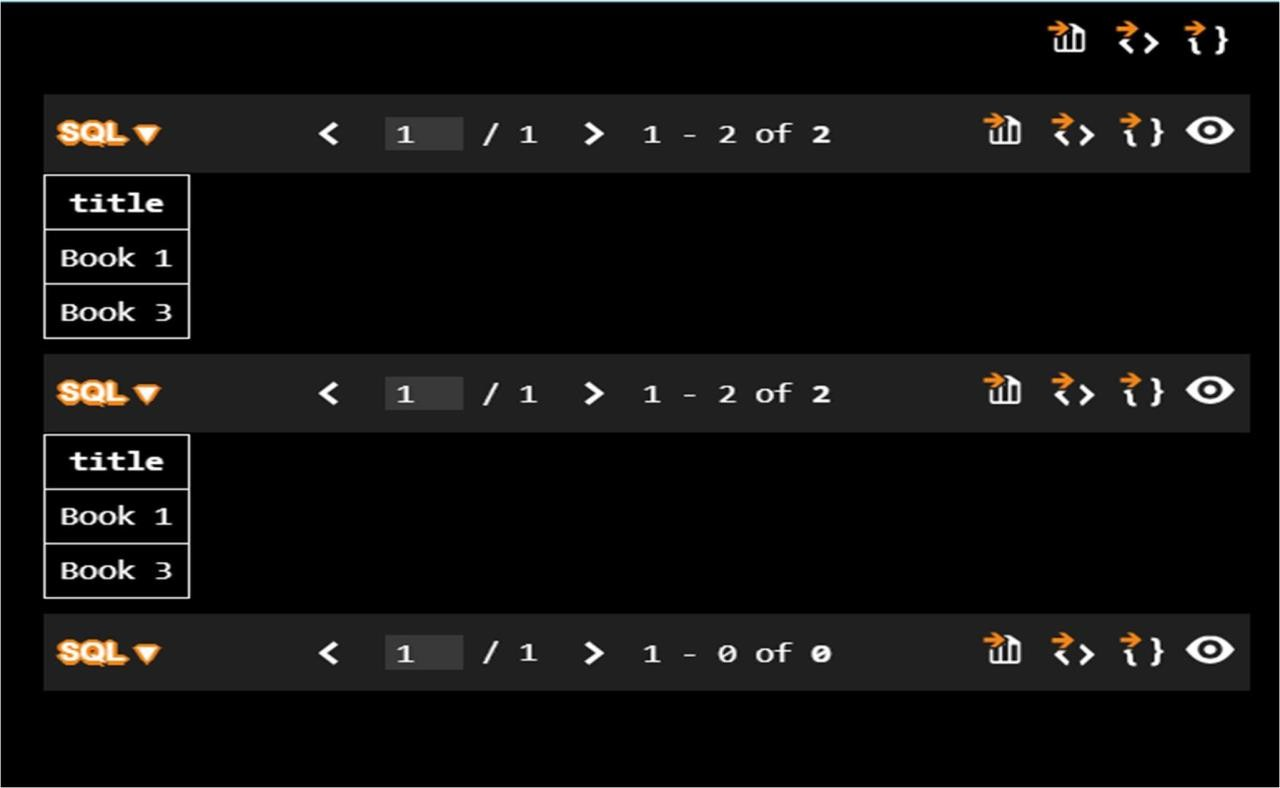 SQL 1 / 1 1 - 2 of 2
title
Book 1
Book 3
SQL 1 / 1 1 - 2 of 2
title
Book 1
Book 3
SQL 1 / 1 1 - 0 of 0